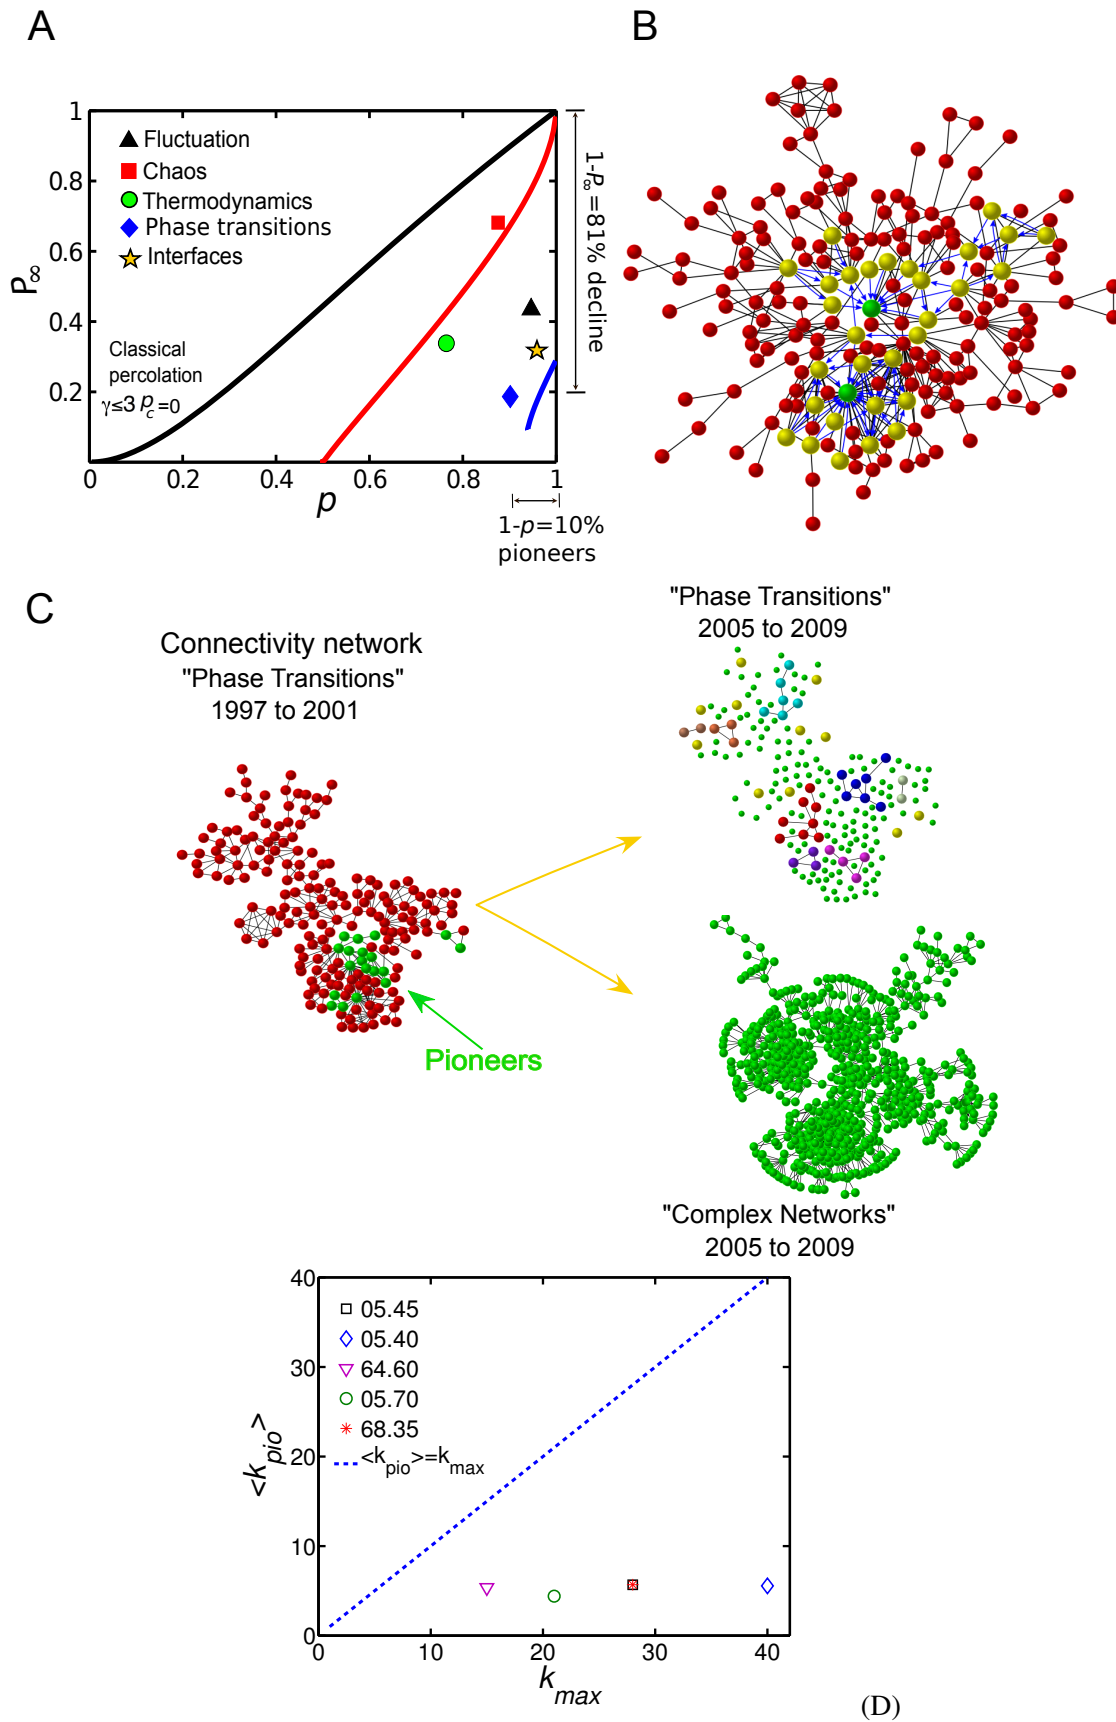 A
B
1
0.8
0.6
0.4
0.2
P∞
Fluctuation
Chaos
Thermodynamics
Phase transitions
Interfaces
Classical
percolation
γ≤3 pc=0
1-P∞=81% decline
0
0.2
0.4
0.6
0.8
1
p
1-p=10%
pioneers
C
Connectivity network
"Phase Transitions"
1997 to 2001
"Phase Transitions"
2005 to 2009
Pioneers
"Complex Networks"
2005 to 2009
40
30
20
10
0
<kpio>
05.45
05.40
64.60
05.70
68.35
<kpio>=kmax
0
10
20
30
40
kmax
(D)